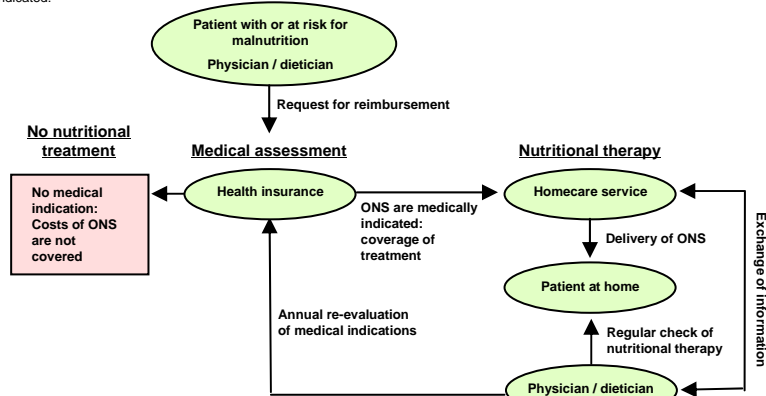 indicated.
Patient with or at risk for
malnutrition
Physician / dietician
Request for reimbursement
No nutritional
treatment
Medical assessment
Nutritional therapy
No medical
indication:
Costs of ONS
are not
covered
Health insurance
ONS are medically
indicated:
coverage of
treatment
Homecare service
Delivery of ONS
Exchange of information
Patient at home
Annual re-evaluation
of medical indications
Regular check of
nutritional therapy
Physician / dietician